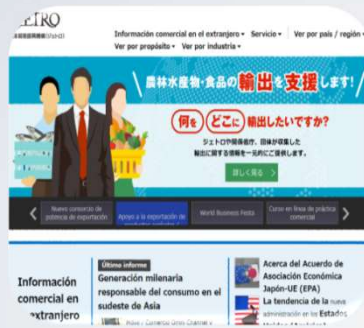 Información comercial en el extranjero
Servicio
Ver por país / región
Ver por propósito
Ver por industria
農林水産物・食品の輸出を支援します!
何を どこに 輸出したいですか?
ジェトロや関係省庁、団体が収集した
輸出に関する情報を一元的にご提供します。
詳しく見る
Nuevo consorcio de
potencia de exportación
Apoyo a la exportación de
World Business Fiesta
Curso en línea de práctica
comercial
Información
comercial en
Último informe
Generación milenaria
responsable del consumo en el
sudeste de Asia
Acerca del Acuerdo de
Asociación Económica
Japón-UE (EPA)
La tendencia de la nueva
administración en los Estados